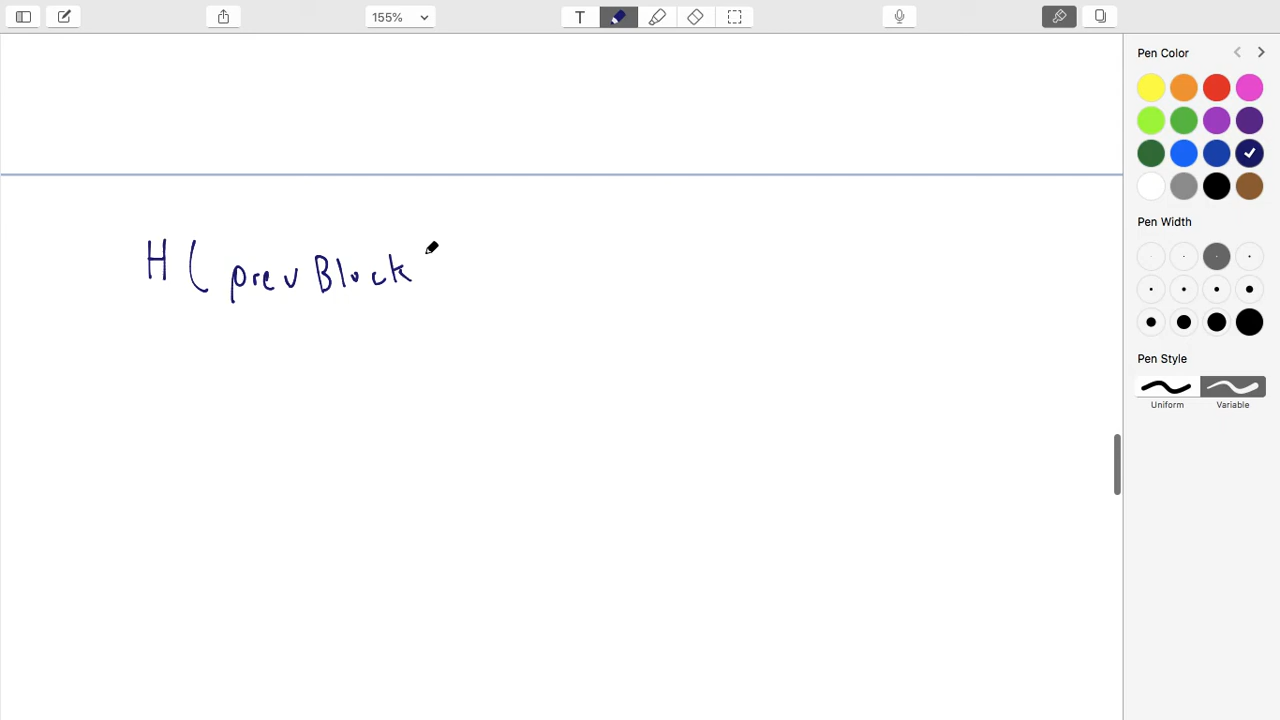 155%
T
Pen Color
H ( prevBlock
Pen Width
Pen Style
Uniform Variable